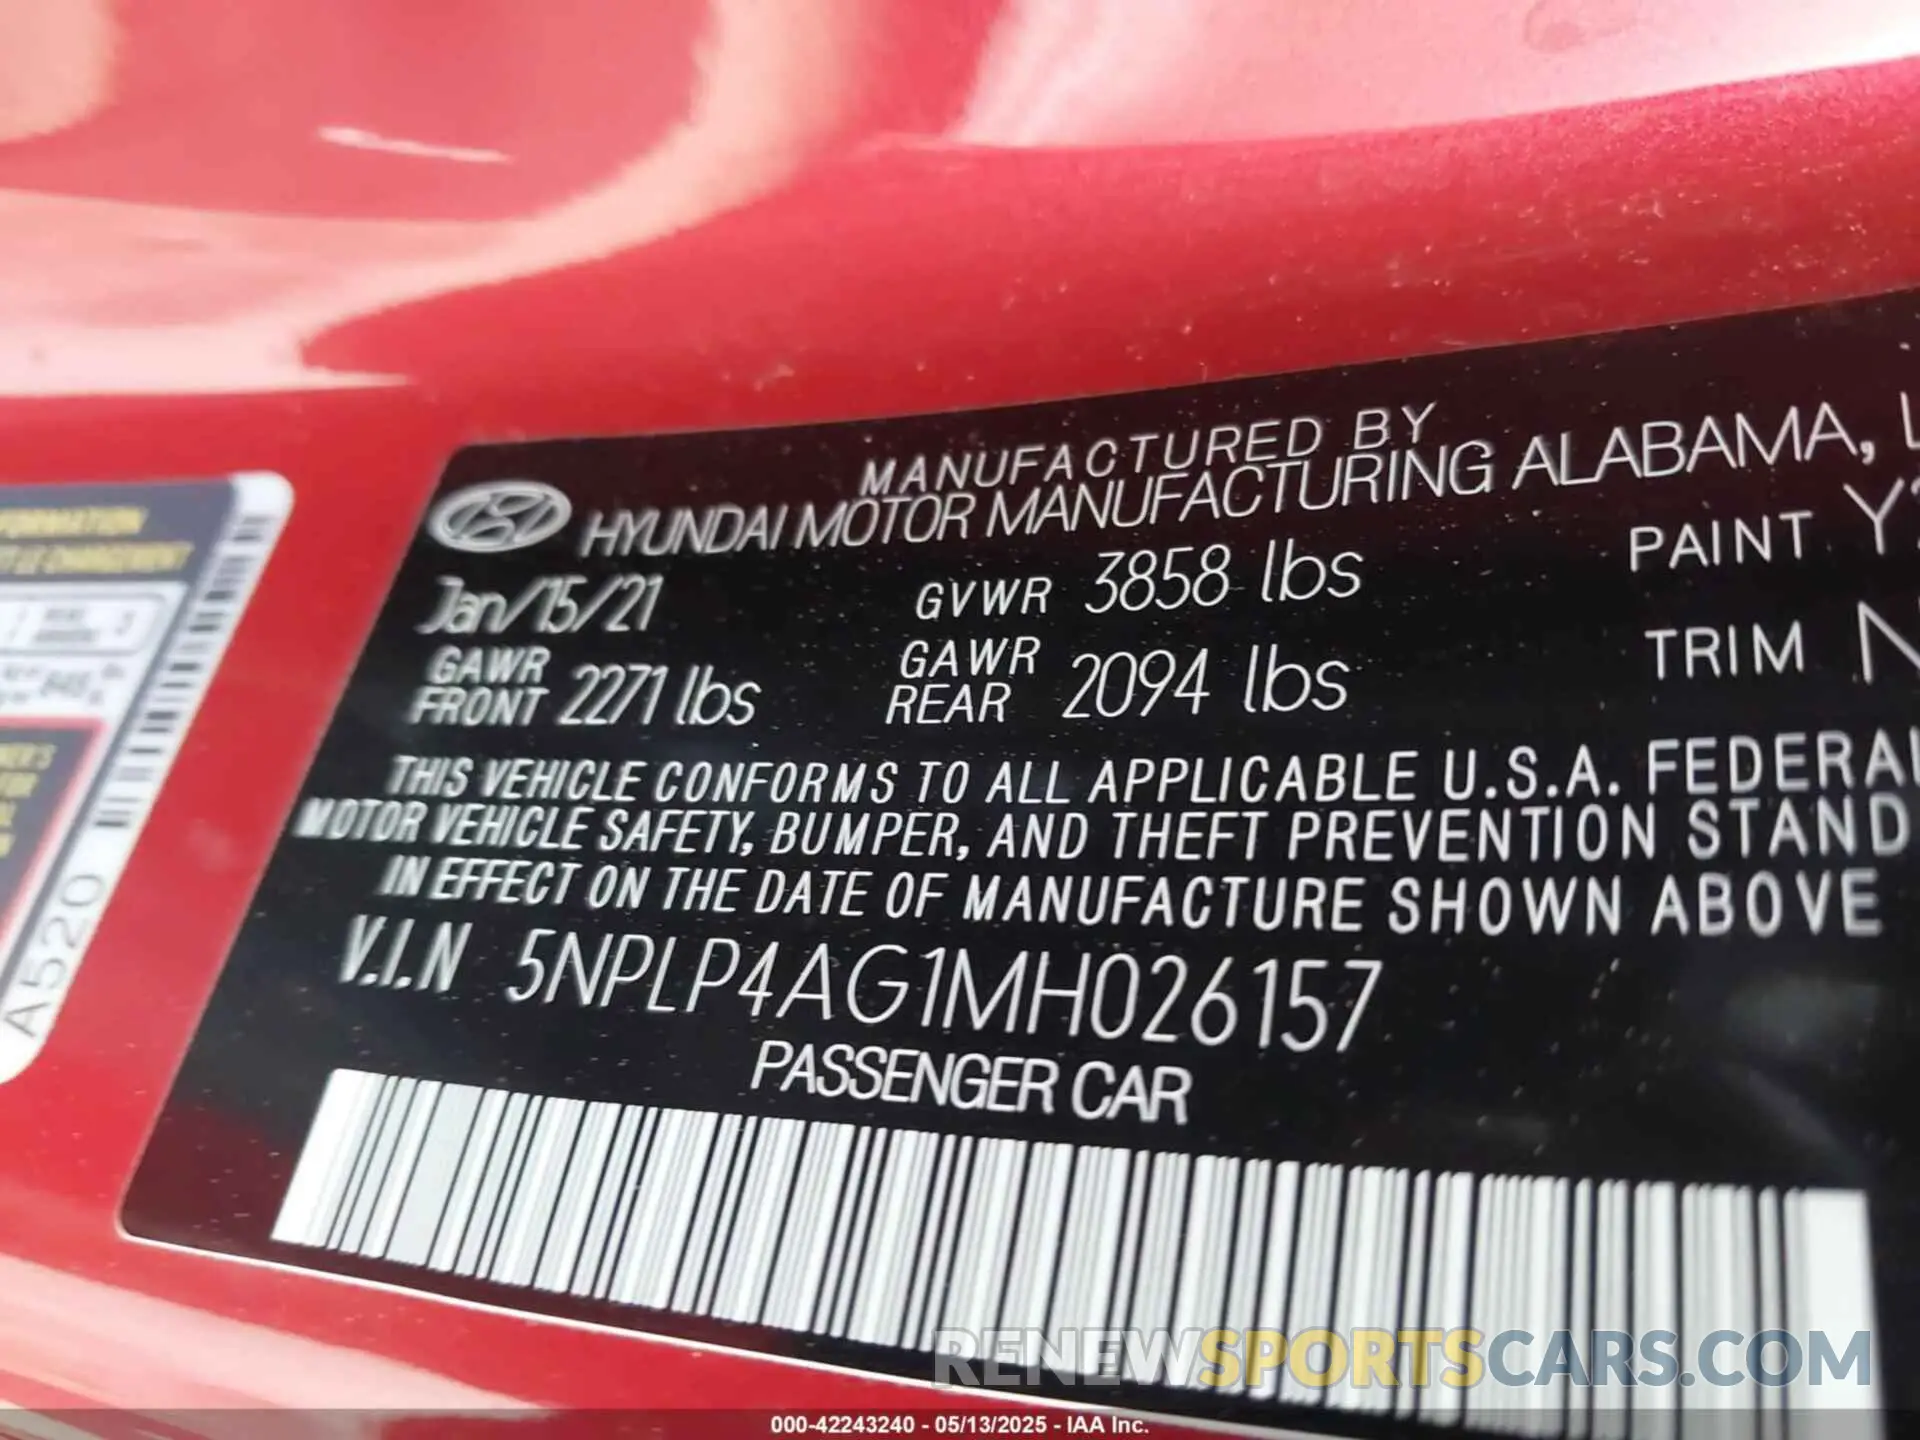 MANUFACTURED BY
HYUNDAI MOTOR MANUFACTURING ALABAMA,
Jan/15/21 GVWR 3858 lbs PAINT
GAWR FRONT 2271 lbs GAWR REAR 2094 lbs TRIM
THIS VEHICLE CONFORMS TO ALL APPLICABLE U.S.A. FEDERAL
MOTOR VEHICLE SAFETY, BUMPER, AND THEFT PREVENTION STAND
IN EFFECT ON THE DATE OF MANUFACTURE SHOWN ABOVE
V.I.N 5NPLP4AG1MH026157
PASSENGER CAR
A520
RENEWSPORTSCARS.COM
000-42243240 - 05/13/2025 - IAA Inc.